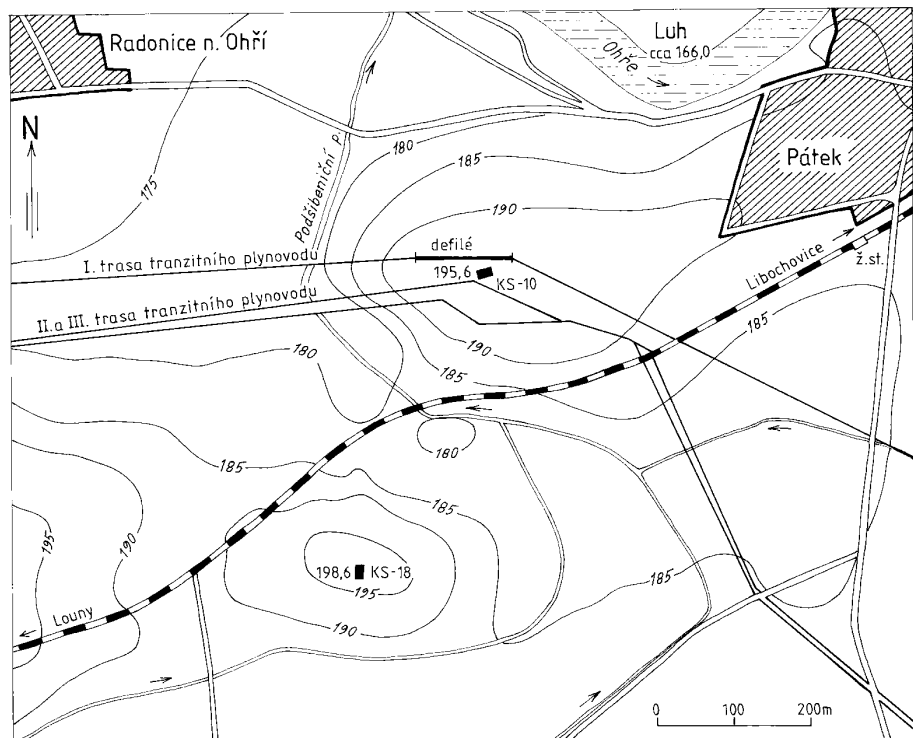 Radonice n. Ohří
Luh
cca 166,0
Ohře
N
Pátek
Podšibeniční p.
175
180
185
190
I. trasa tranzitního plynovodu
defilé
195,6
KS-10
II. a III. trasa tranzitního plynovodu
Libochovice
ž. st.
185
190
185
180
180
185
185
190
195
198,6
KS-18
195
190
185
Louny
0 100 200m